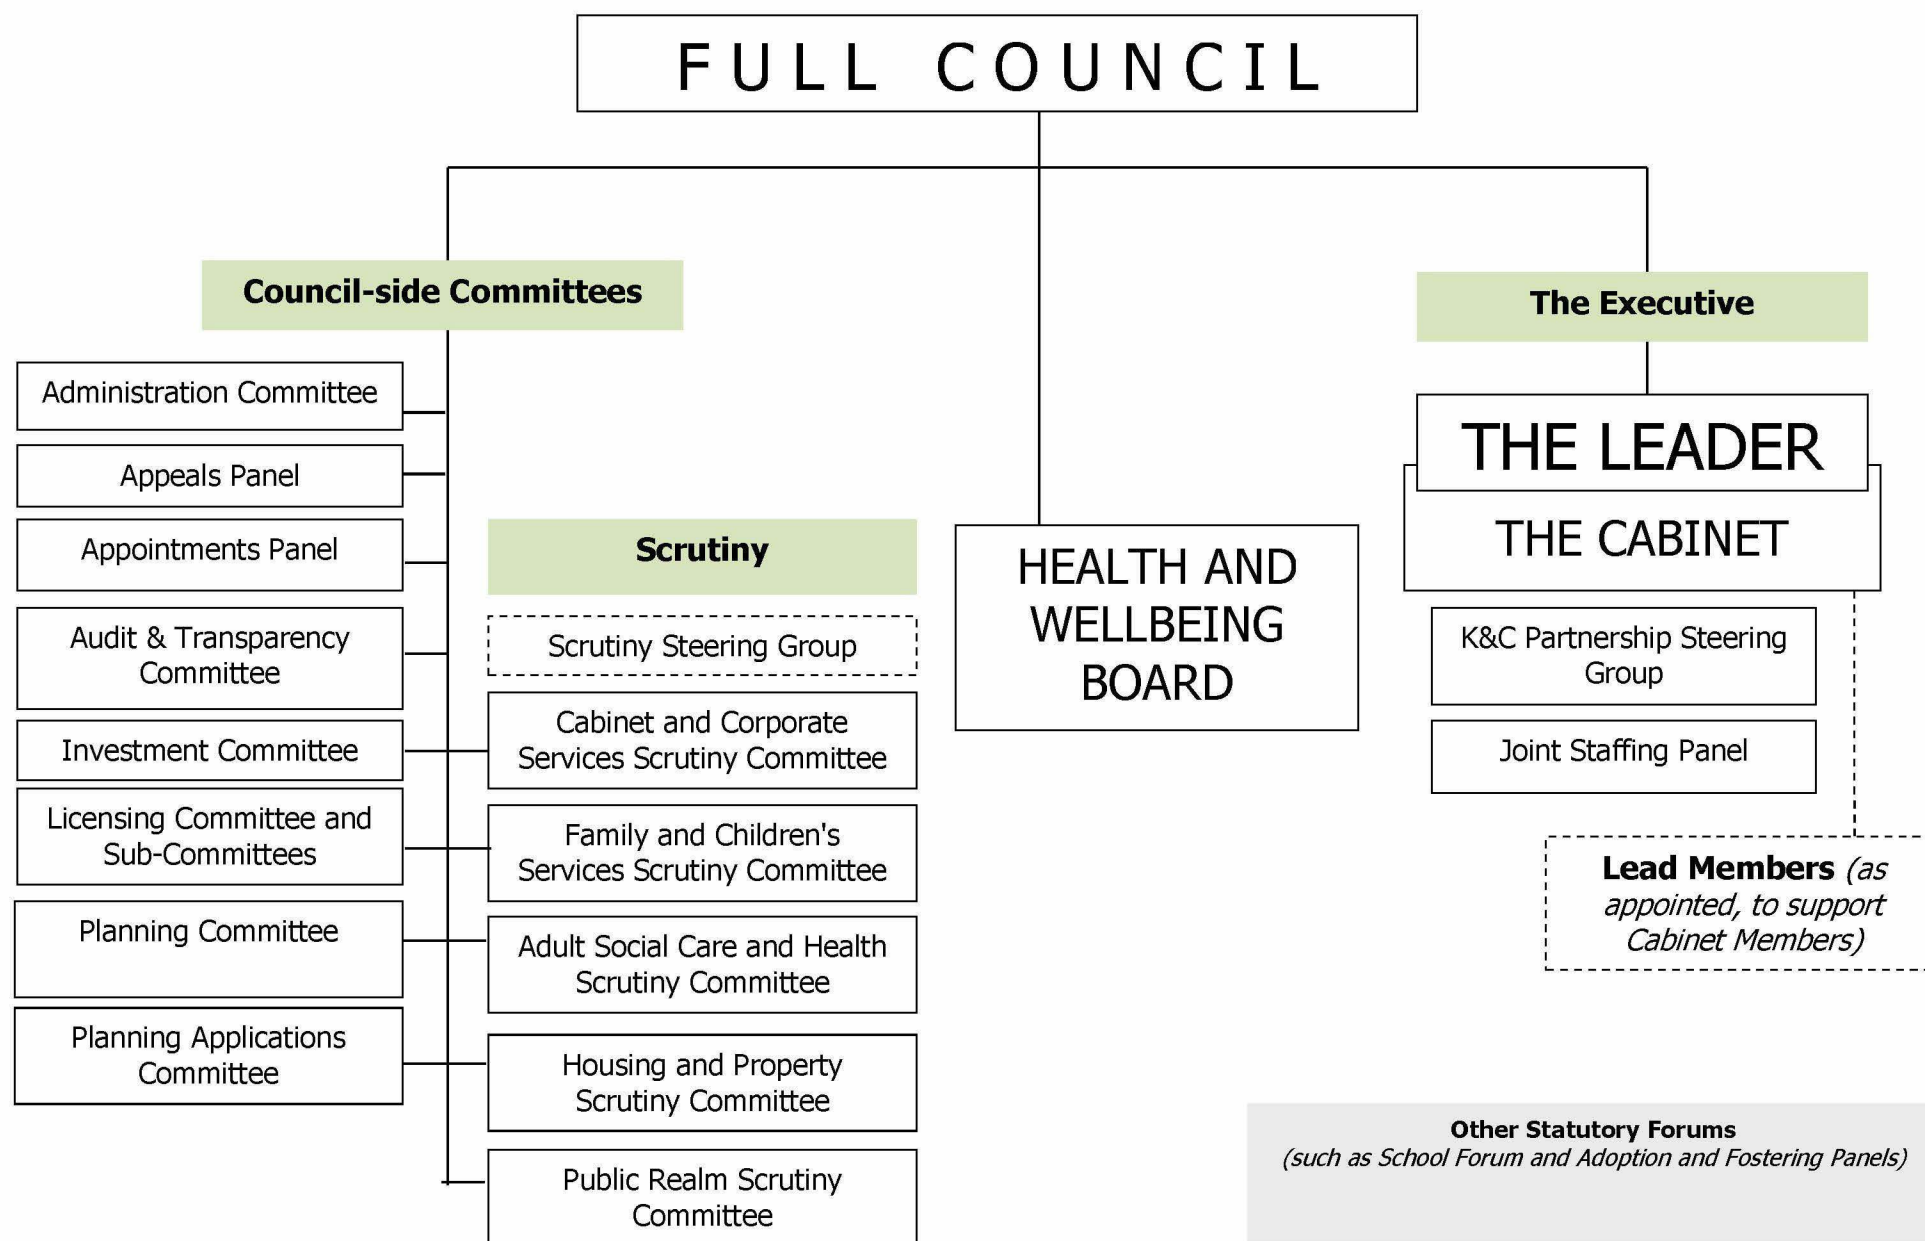 FULL COUNCIL
Council-side Committees
Administration Committee
Appeals Panel
Appointments Panel
Audit & Transparency
Committee
Investment Committee
Licensing Committee and
Sub-Committees
Planning Committee
Planning Applications
Committee
Scrutiny
Scrutiny Steering Group
Cabinet and Corporate
Services Scrutiny Committee
Family and Children's
Services Scrutiny Committee
Adult Social Care and Health
Scrutiny Committee
Housing and Property
Scrutiny Committee
Public Realm Scrutiny
Committee
HEALTH AND
WELLBEING
BOARD
The Executive
THE LEADER
THE CABINET
K&C Partnership Steering
Group
Joint Staffing Panel
Lead Members (as
appointed, to support
Cabinet Members)
Other Statutory Forums
(such as School Forum and Adoption and Fostering Panels)